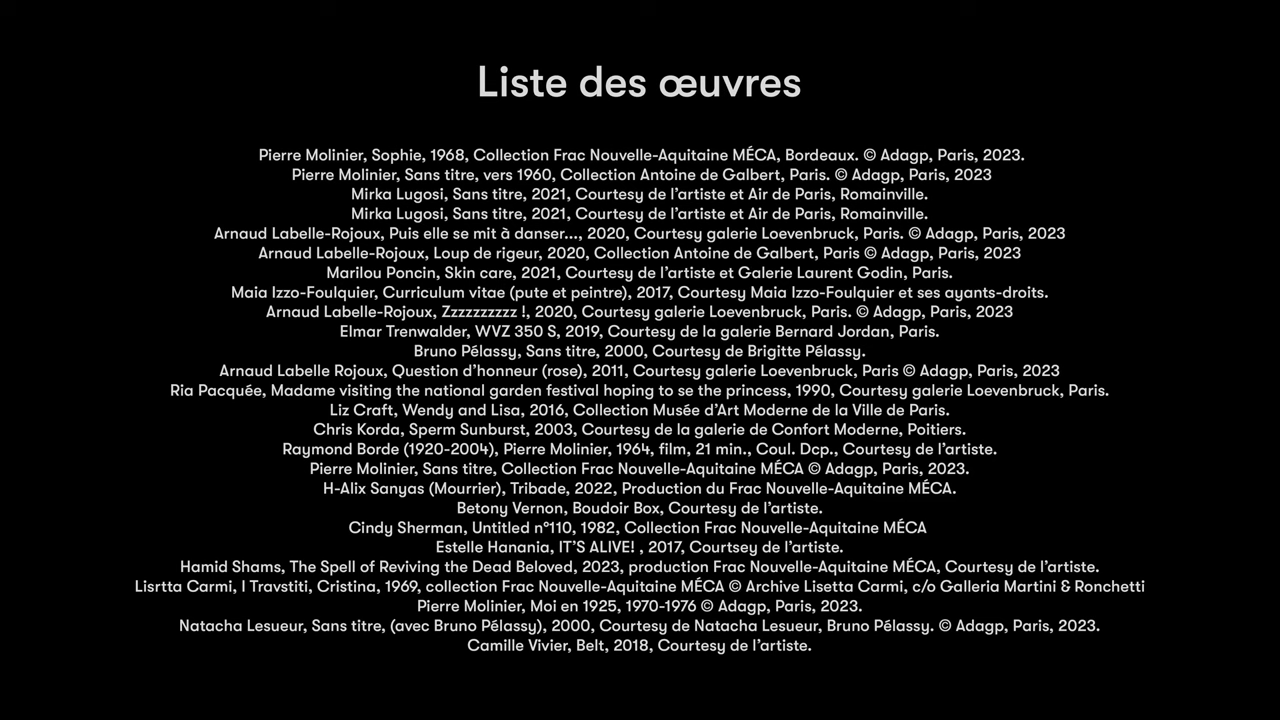 Liste des œuvres
Pierre Molinier, Sophie, 1968, Collection Frac Nouvelle-Aquitaine MÉCA, Bordeaux. © Adagp, Paris, 2023.
Pierre Molinier, Sans titre, vers 1960, Collection Antoine de Galbert, Paris. © Adagp, Paris, 2023
Mirka Lugosi, Sans titre, 2021, Courtesy de l’artiste et Air de Paris, Romainville.
Mirka Lugosi, Sans titre, 2021, Courtesy de l’artiste et Air de Paris, Romainville.
Arnaud Labelle-Rojoux, Puis elle se mit à danser..., 2020, Courtesy galerie Loevenbruck, Paris. © Adagp, Paris, 2023
Arnaud Labelle-Rojoux, Loup de rigeur, 2020, Collection Antoine de Galbert, Paris © Adagp, Paris, 2023
Marilou Poncin, Skin care, 2021, Courtesy de l’artiste et Galerie Laurent Godin, Paris.
Maia Izzo-Foulquier, Curriculum vitae (pute et peintre), 2017, Courtesy Maia Izzo-Foulquier et ses ayants-droits.
Arnaud Labelle-Rojoux, Zzzzzzzzzz !, 2020, Courtesy galerie Loevenbruck, Paris. © Adagp, Paris, 2023
Elmar Trenwalder, WVZ 350 S, 2019, Courtesy de la galerie Bernard Jordan, Paris.
Bruno Pélassy, Sans titre, 2000, Courtesy de Brigitte Pélassy.
Arnaud Labelle Rojoux, Question d’honneur (rose), 2011, Courtesy galerie Loevenbruck, Paris © Adagp, Paris, 2023
Ria Pacquée, Madame visiting the national garden festival hoping to se the princess, 1990, Courtesy galerie Loevenbruck, Paris.
Liz Craft, Wendy and Lisa, 2016, Collection Musée d’Art Moderne de la Ville de Paris.
Chris Korda, Sperm Sunburst, 2003, Courtesy de la galerie de Confort Moderne, Poitiers.
Raymond Borde (1920-2004), Pierre Molinier, 1964, film, 21 min., Coul. Dcp., Courtesy de l’artiste.
Pierre Molinier, Sans titre, Collection Frac Nouvelle-Aquitaine MÉCA © Adagp, Paris, 2023.
H-Alix Sanyas (Mourrier), Tribade, 2022, Production du Frac Nouvelle-Aquitaine MÉCA.
Betony Vernon, Boudoir Box, Courtesy de l’artiste.
Cindy Sherman, Untitled n°110, 1982, Collection Frac Nouvelle-Aquitaine MÉCA
Estelle Hanania, IT’S ALIVE! , 2017, Courtsey de l’artiste.
Hamid Shams, The Spell of Reviving the Dead Beloved, 2023, production Frac Nouvelle-Aquitaine MÉCA, Courtesy de l’artiste.
Lisrtta Carmi, I Travstiti, Cristina, 1969, collection Frac Nouvelle-Aquitaine MÉCA © Archive Lisetta Carmi, c/o Galleria Martini & Ronchetti
Pierre Molinier, Moi en 1925, 1970-1976 © Adagp, Paris, 2023.
Natacha Lesueur, Sans titre, (avec Bruno Pélassy), 2000, Courtesy de Natacha Lesueur, Bruno Pélassy. © Adagp, Paris, 2023.
Camille Vivier, Belt, 2018, Courtesy de l’artiste.